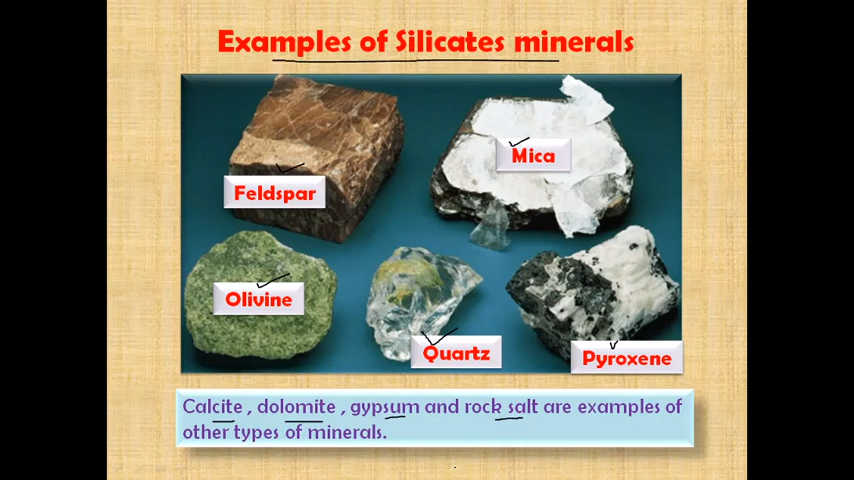 Examples of Silicates minerals
Mica
Feldspar
Olivine
Quartz
Pyroxene
Calcite , dolomite , gypsum and rock salt are examples of
other types of minerals.